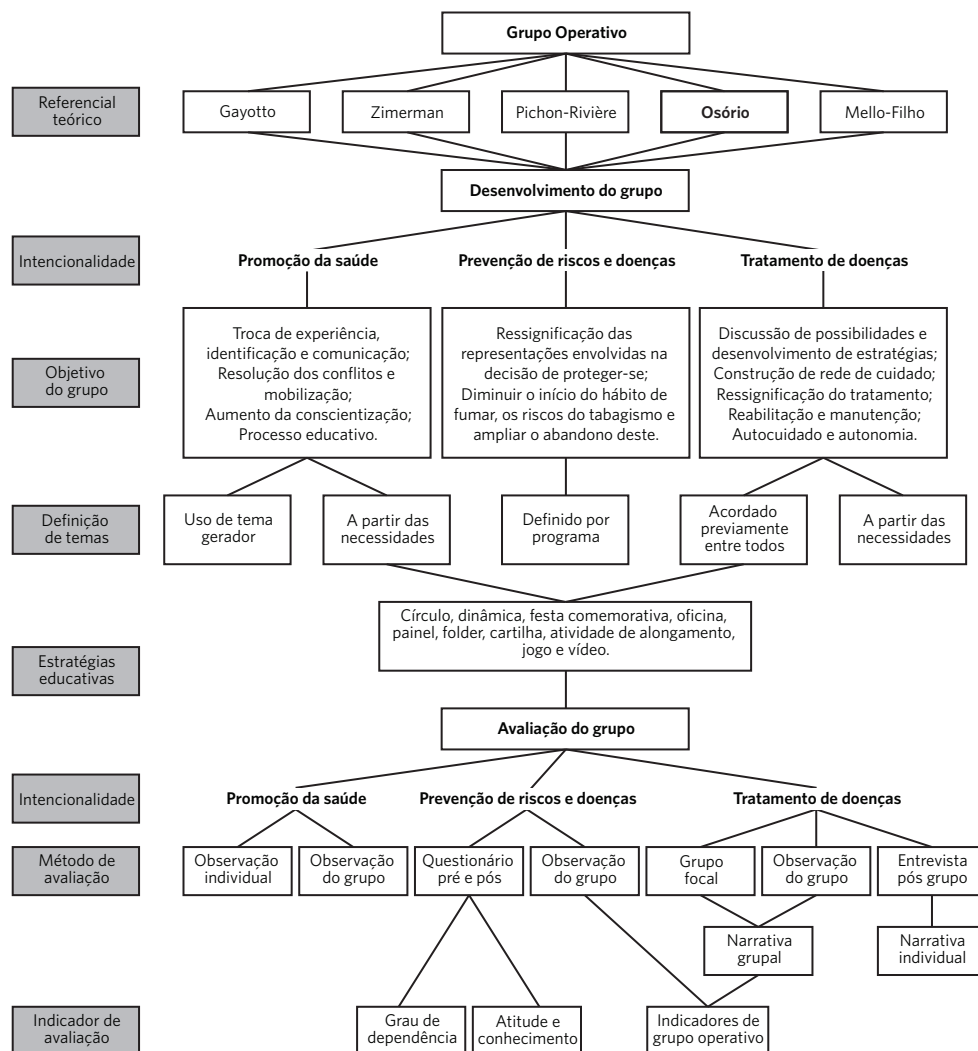 Grupo Operativo
Referencial
teórico
Gayotto
Zimerman
Pichon-Rivière
Osório
Mello-Filho
Desenvolvimento do grupo
Intencionalidade
Promoção da saúde
Prevenção de riscos e doenças
Tratamento de doenças
Objetivo
do grupo
Troca de experiência,
identificação e comunicação;
Resolução dos conflitos e
mobilização;
Aumento da conscientização;
Processo educativo.
Ressignificação das
representações envolvidas na
decisão de proteger-se;
Diminuir o início do hábito de
fumar, os riscos do tabagismo e
ampliar o abandono deste.
Discussão de possibilidades e
desenvolvimento de estratégias;
Construção de rede de cuidado;
Ressignificação do tratamento;
Reabilitação e manutenção;
Autocuidado e autonomia.
Definição
de temas
Uso de tema
gerador
A partir das
necessidades
Definido por
programa
Acordado
previamente
entre todos
A partir das
necessidades
Estratégias
educativas
Círculo, dinâmica, festa comemorativa, oficina,
painel, folder, cartilha, atividade de alongamento,
jogo e vídeo.
Avaliação do grupo
Intencionalidade
Promoção da saúde
Prevenção de riscos e doenças
Tratamento de doenças
Método de
avaliação
Observação
individual
Observação
do grupo
Questionário
pré e pós
Observação
do grupo
Grupo
focal
Observação
do grupo
Entrevista
pós grupo
Narrativa
grupal
Narrativa
individual
Indicador de
avaliação
Grau de
dependência
Atitude e
conhecimento
Indicadores de
grupo operativo